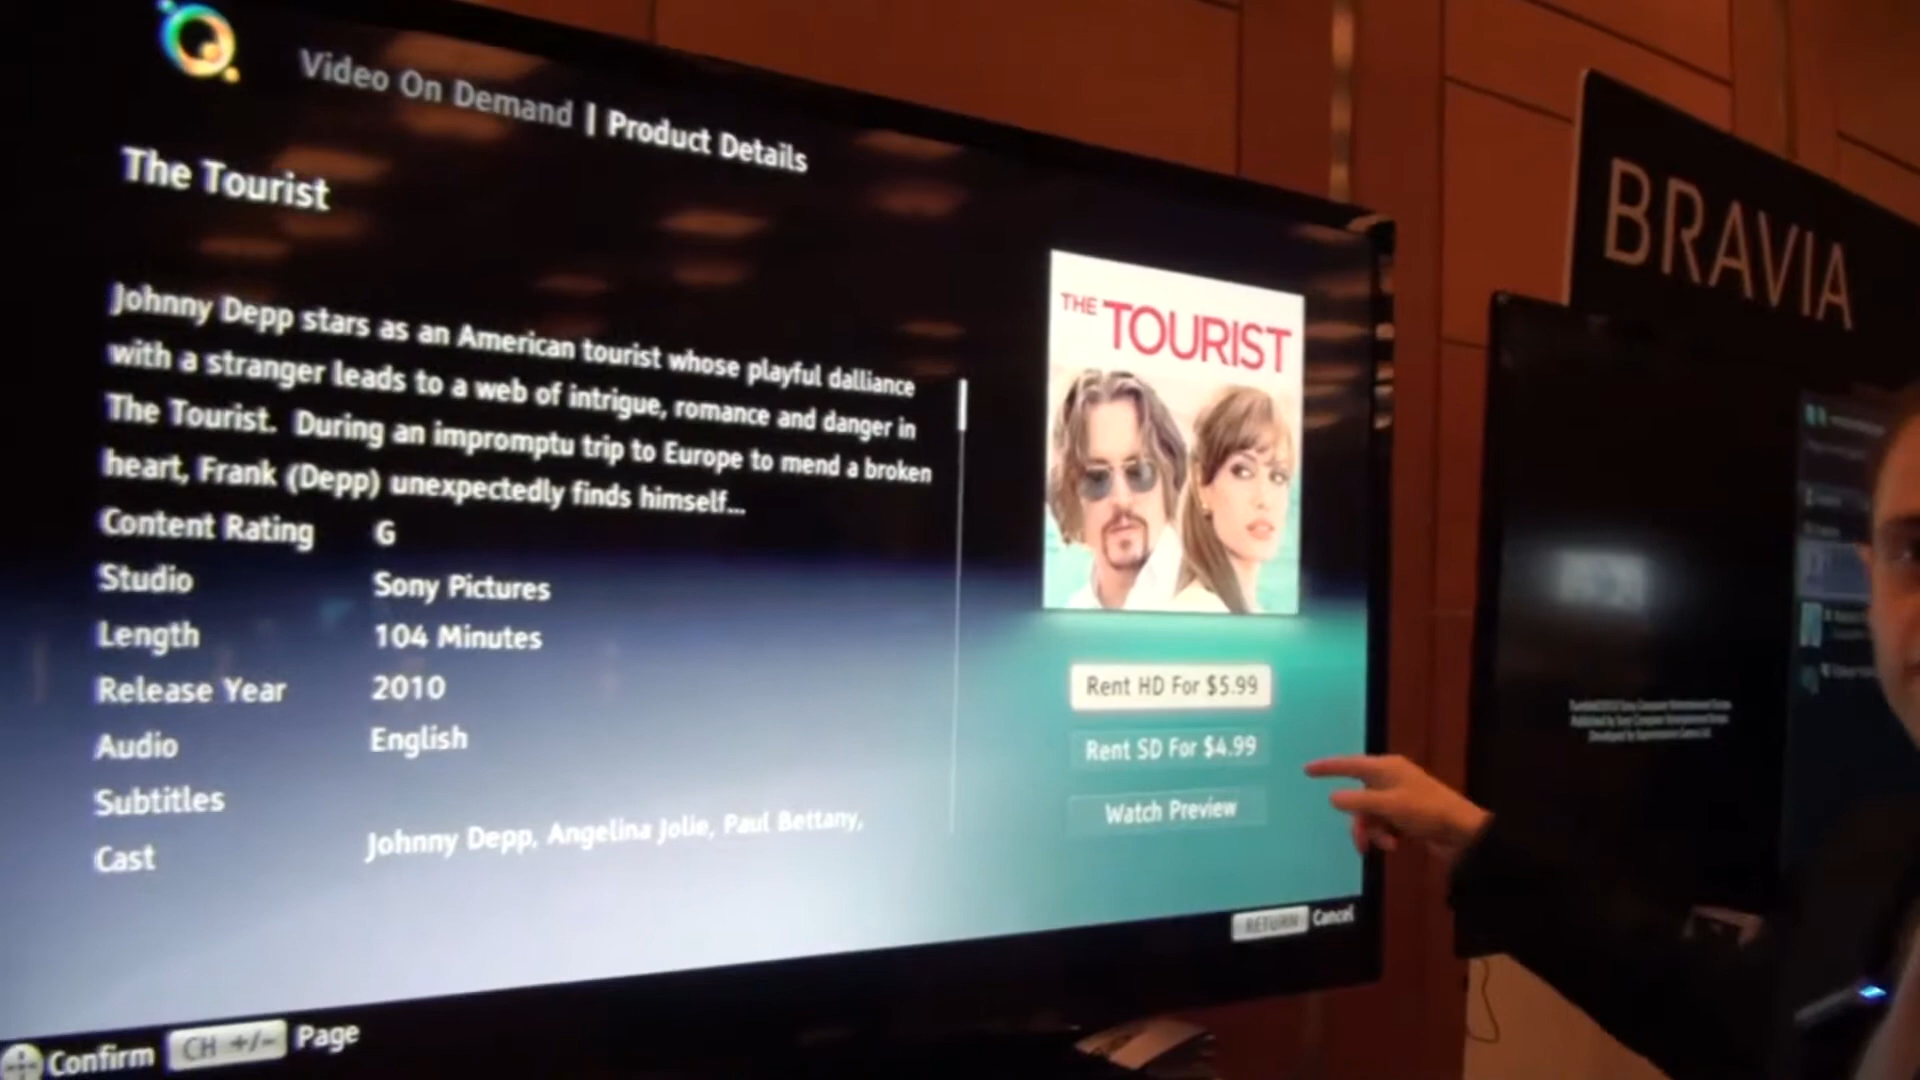 Video On Demand | Product Details
The Tourist
Johnny Depp stars as an American tourist whose playful dalliance
with a stranger leads to a web of intrigue, romance and danger in
The Tourist. During an impromptu trip to Europe to mend a broken
heart, Frank (Depp) unexpectedly finds himself...
Content Rating G
Studio Sony Pictures
Length 104 Minutes
Release Year 2010
Audio English
Subtitles
Cast Johnny Depp, Angelina Jolie, Paul Bettany,
THE TOURIST
Rent HD For $5.99
Rent SD For $4.99
Watch Preview
RETURN Cancel
Confirm CH +/- Page
BRAVIA